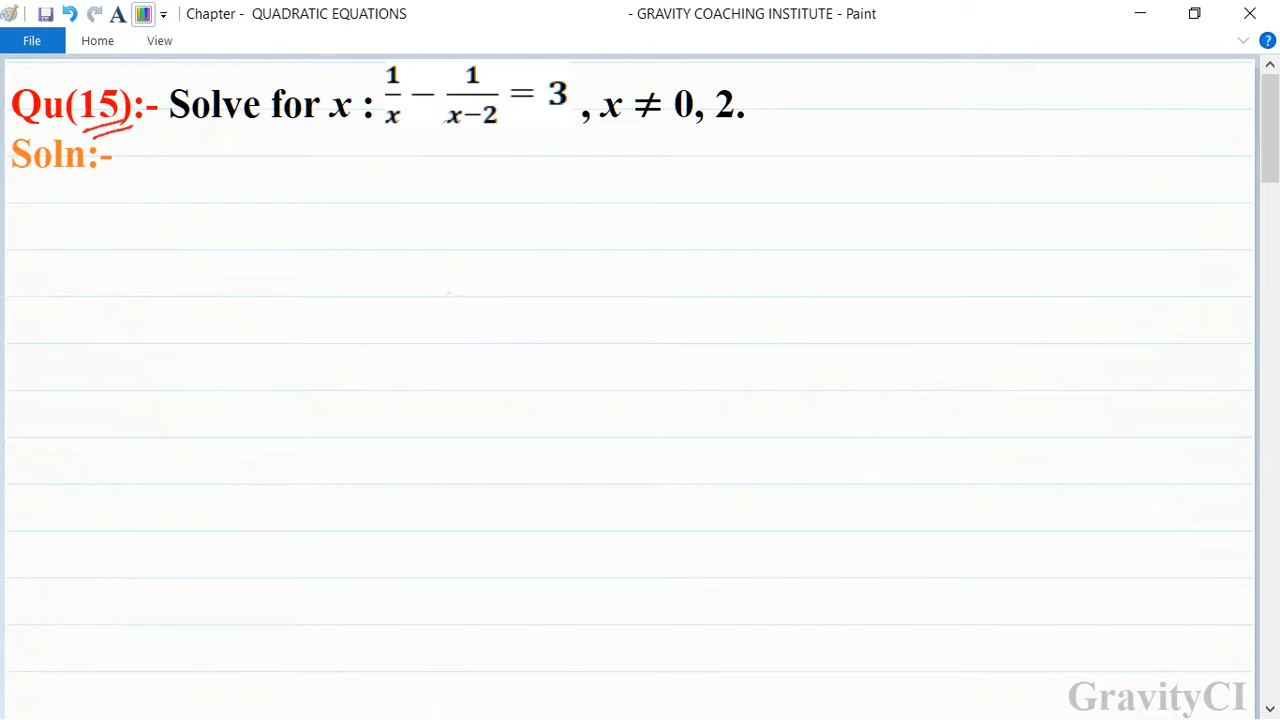 Chapter - QUADRATIC EQUATIONS - GRAVITY COACHING INSTITUTE - Paint
File Home View
Qu(15):- Solve for x : 1/x − 1/(x−2) = 3 , x ≠ 0, 2.
Soln:-
GravityCI